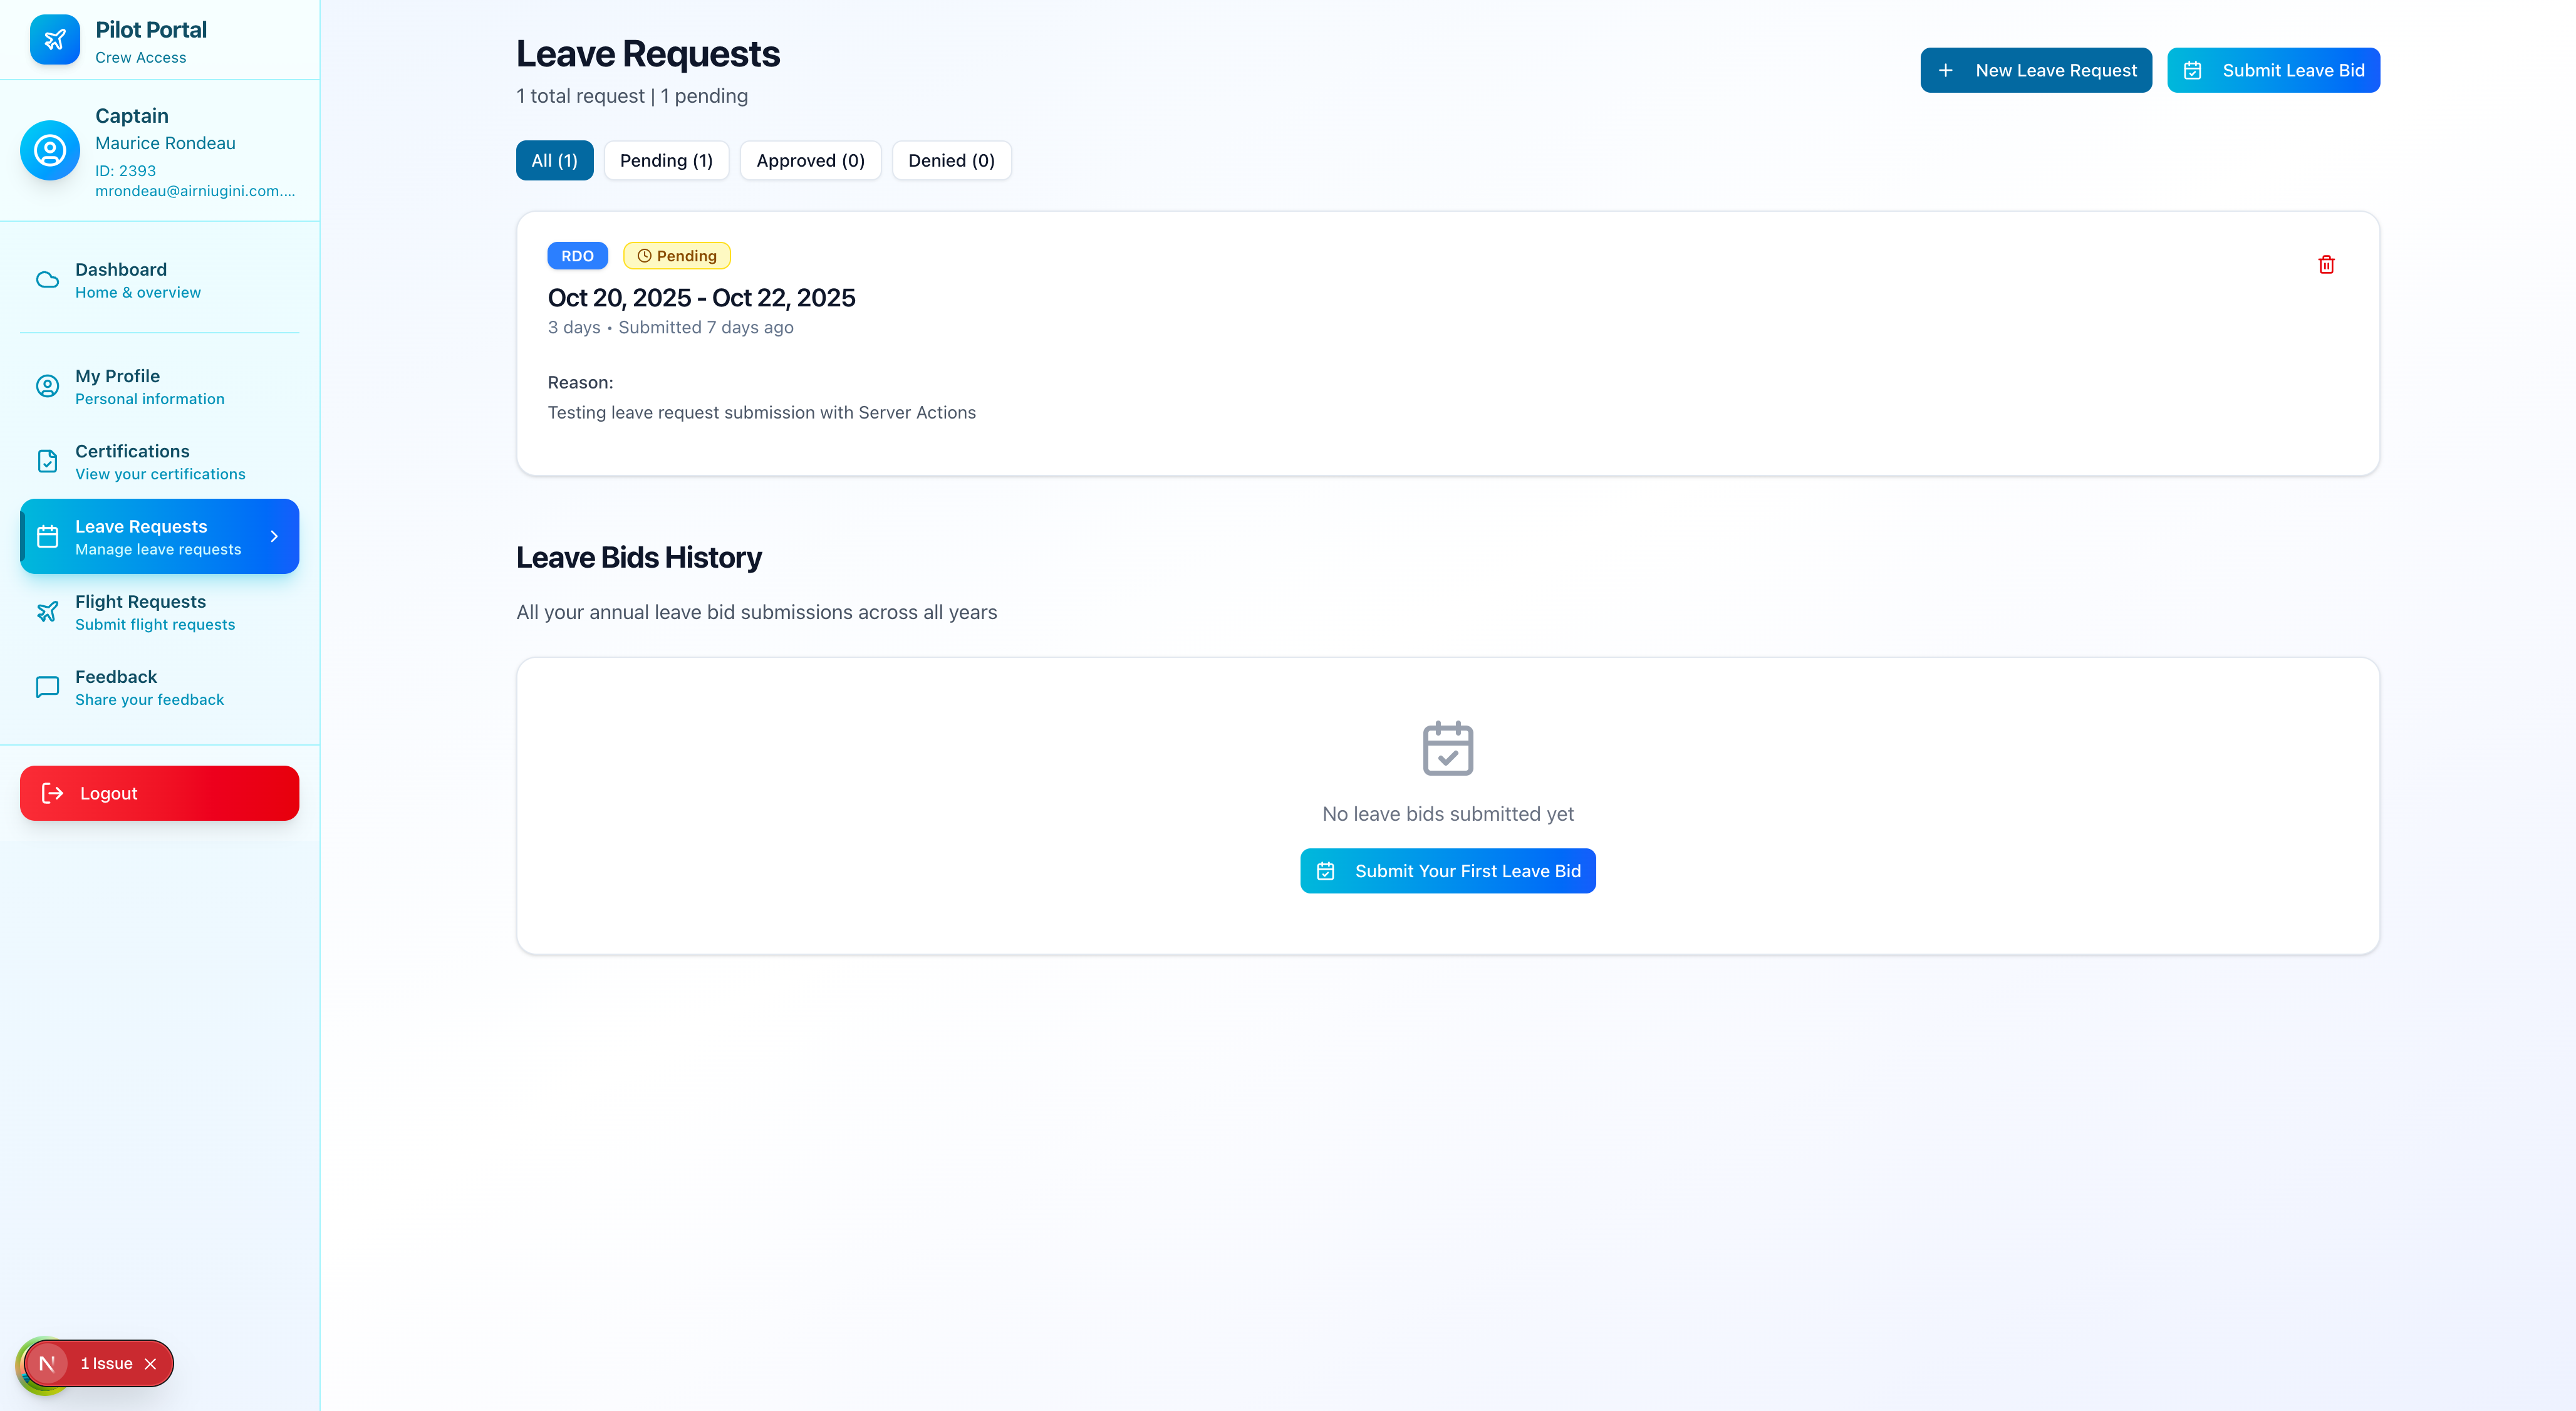 Pilot Portal
Crew Access
Captain
Maurice Rondeau
ID: 2393
mrondeau@airniugini.com....
Dashboard
Home & overview
My Profile
Personal information
Certifications
View your certifications
Leave Requests
Manage leave requests
Flight Requests
Submit flight requests
Feedback
Share your feedback
Logout
N 1 Issue
Leave Requests
1 total request | 1 pending
New Leave Request
Submit Leave Bid
All (1)
Pending (1)
Approved (0)
Denied (0)
RDO
Pending
Oct 20, 2025 - Oct 22, 2025
3 days • Submitted 7 days ago
Reason:
Testing leave request submission with Server Actions
Leave Bids History
All your annual leave bid submissions across all years
No leave bids submitted yet
Submit Your First Leave Bid